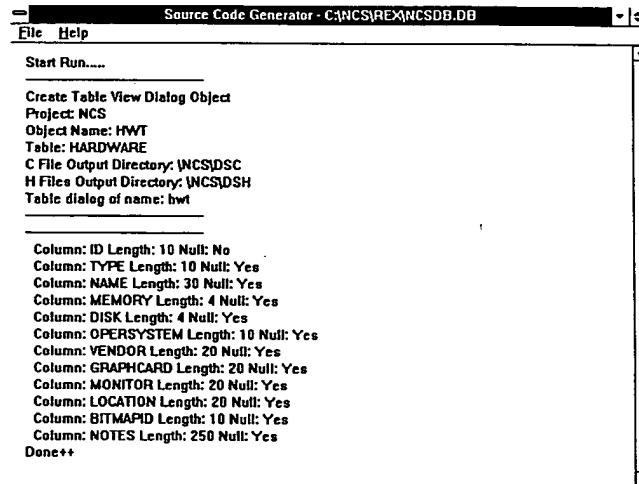 Source Code Generator - C:\NCS\REX\NCSDB.DB
File Help
Start Run.....
Create Table View Dialog Object
Project: NCS
Object Name: HWT
Table: HARDWARE
C File Output Directory: \NCS\DSC
H Files Output Directory: \NCS\DSH
Table dialog of name: hwt
Column: ID Length: 10 Null: No
Column: TYPE Length: 10 Null: Yes
Column: NAME Length: 30 Null: Yes
Column: MEMORY Length: 4 Null: Yes
Column: DISK Length: 4 Null: Yes
Column: OPERSYSTEM Length: 10 Null: Yes
Column: VENDOR Length: 20 Null: Yes
Column: GRAPHCARD Length: 20 Null: Yes
Column: MONITOR Length: 20 Null: Yes
Column: LOCATION Length: 20 Null: Yes
Column: BITMAPID Length: 10 Null: Yes
Column: NOTES Length: 250 Null: Yes
Done++